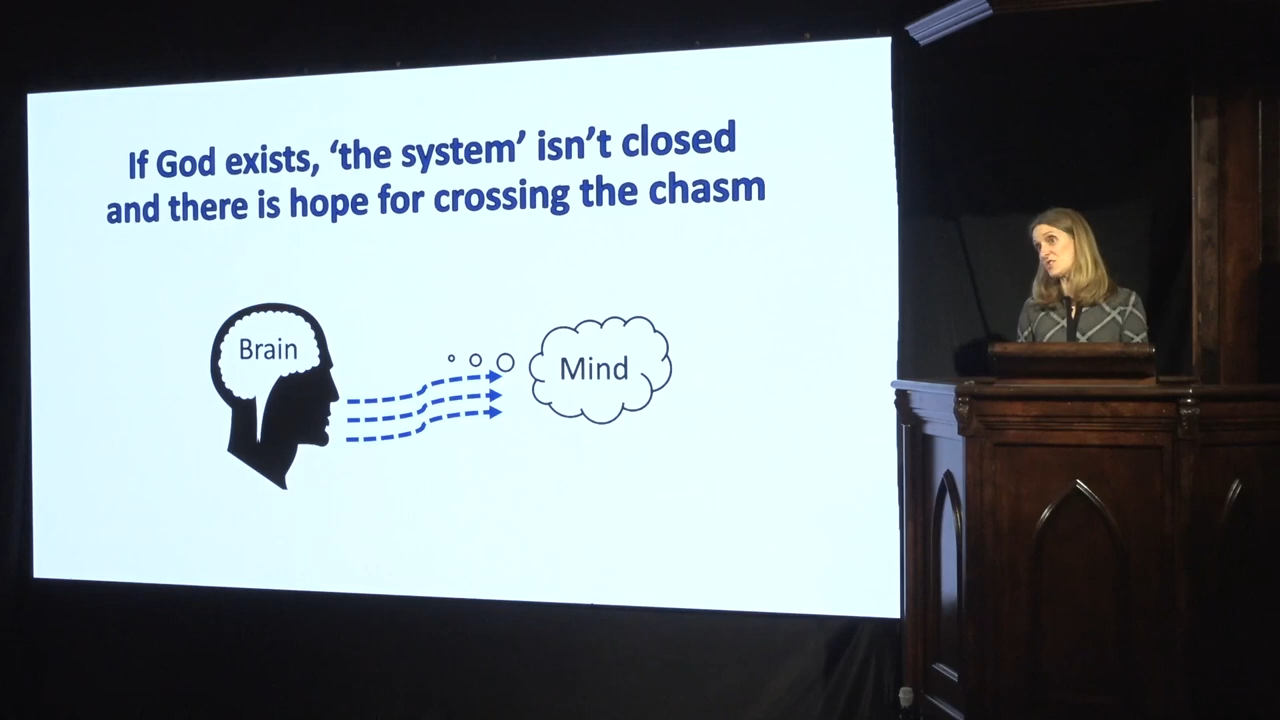 If God exists, ‘the system’ isn’t closed
and there is hope for crossing the chasm
Brain
Mind